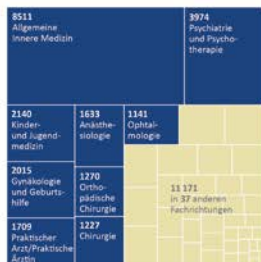 8511
Allgemeine
Innere Medizin
3974
Psychiatrie
und Psycho-
therapie
2140
Kinder-
und Jugend-
medizin
1633
Anästhe-
siologie
1141
Ophtal-
mologie
2015
Gynäkologie
und Geburts-
hilfe
1270
Ortho-
pädische
Chirurgie
11 171
in 37 anderen
Fachrichtungen
1709
Praktischer
Arzt/Praktische
Ärztin
1227
Chirurgie